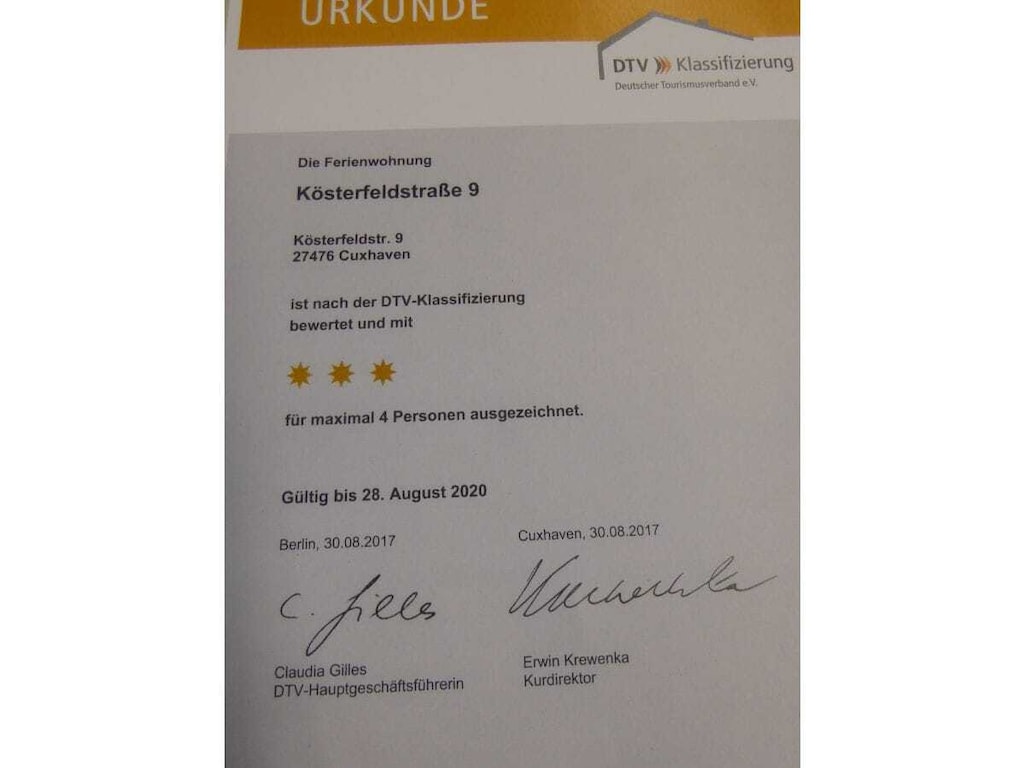 URKUNDE
DTV Klassifizierung
Deutscher Tourismusverband e.V.
Die Ferienwohnung
Kösterfeldstraße 9
Kösterfeldstr. 9
27476 Cuxhaven
ist nach der DTV-Klassifizierung
bewertet und mit
für maximal 4 Personen ausgezeichnet.
Gültig bis 28. August 2020
Berlin, 30.08.2017
Cuxhaven, 30.08.2017
C. Gilles
Claudia Gilles
DTV-Hauptgeschäftsführerin
Erwin Krewenka
Kurdirektor